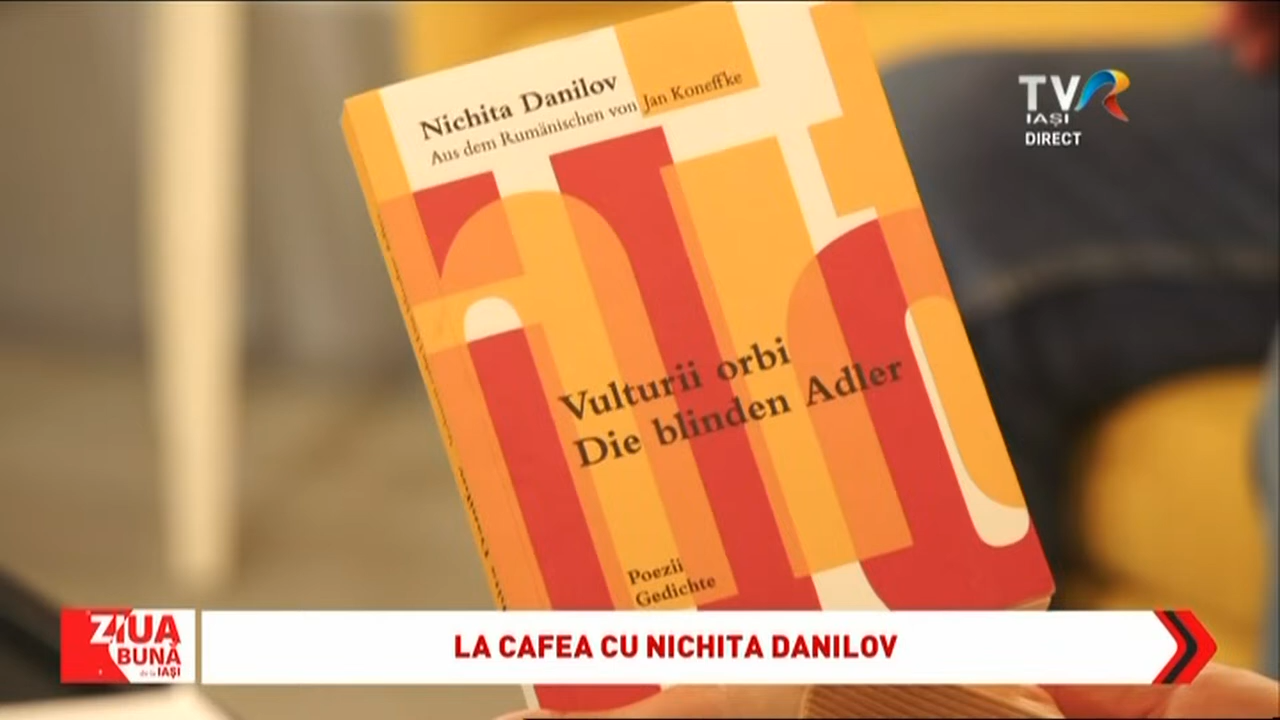 Nichita Danilov
Aus dem Rumänischen von Jan Koneffke
Vulturii orbi
Die blinden Adler
Poezii
Gedichte
TVR
IAȘI
DIRECT
ZIUA
BUNĂ
de la IAȘI
LA CAFEA CU NICHITA DANILOV